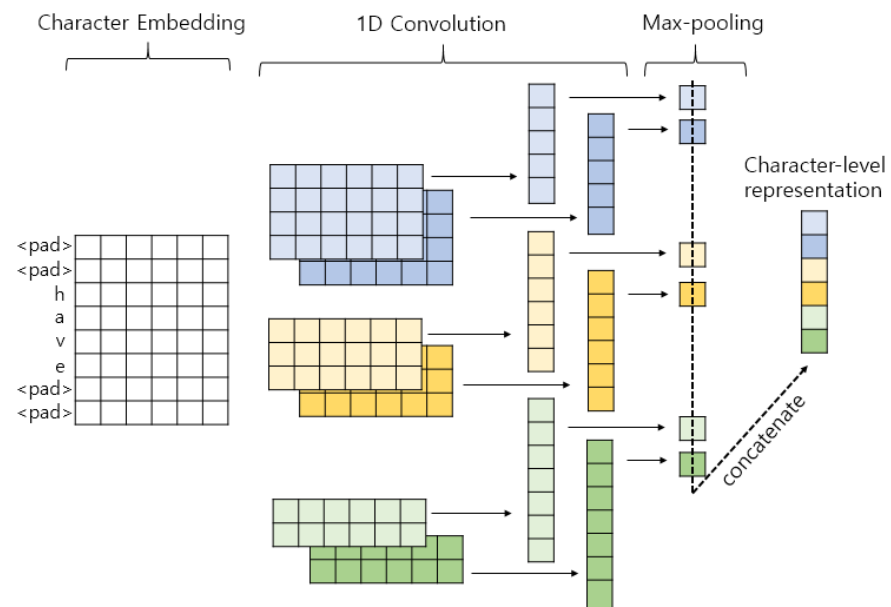 Character Embedding
1D Convolution
Max-pooling
Character-level
representation
<pad>
<pad>
h
a
v
e
<pad>
<pad>
concatenate